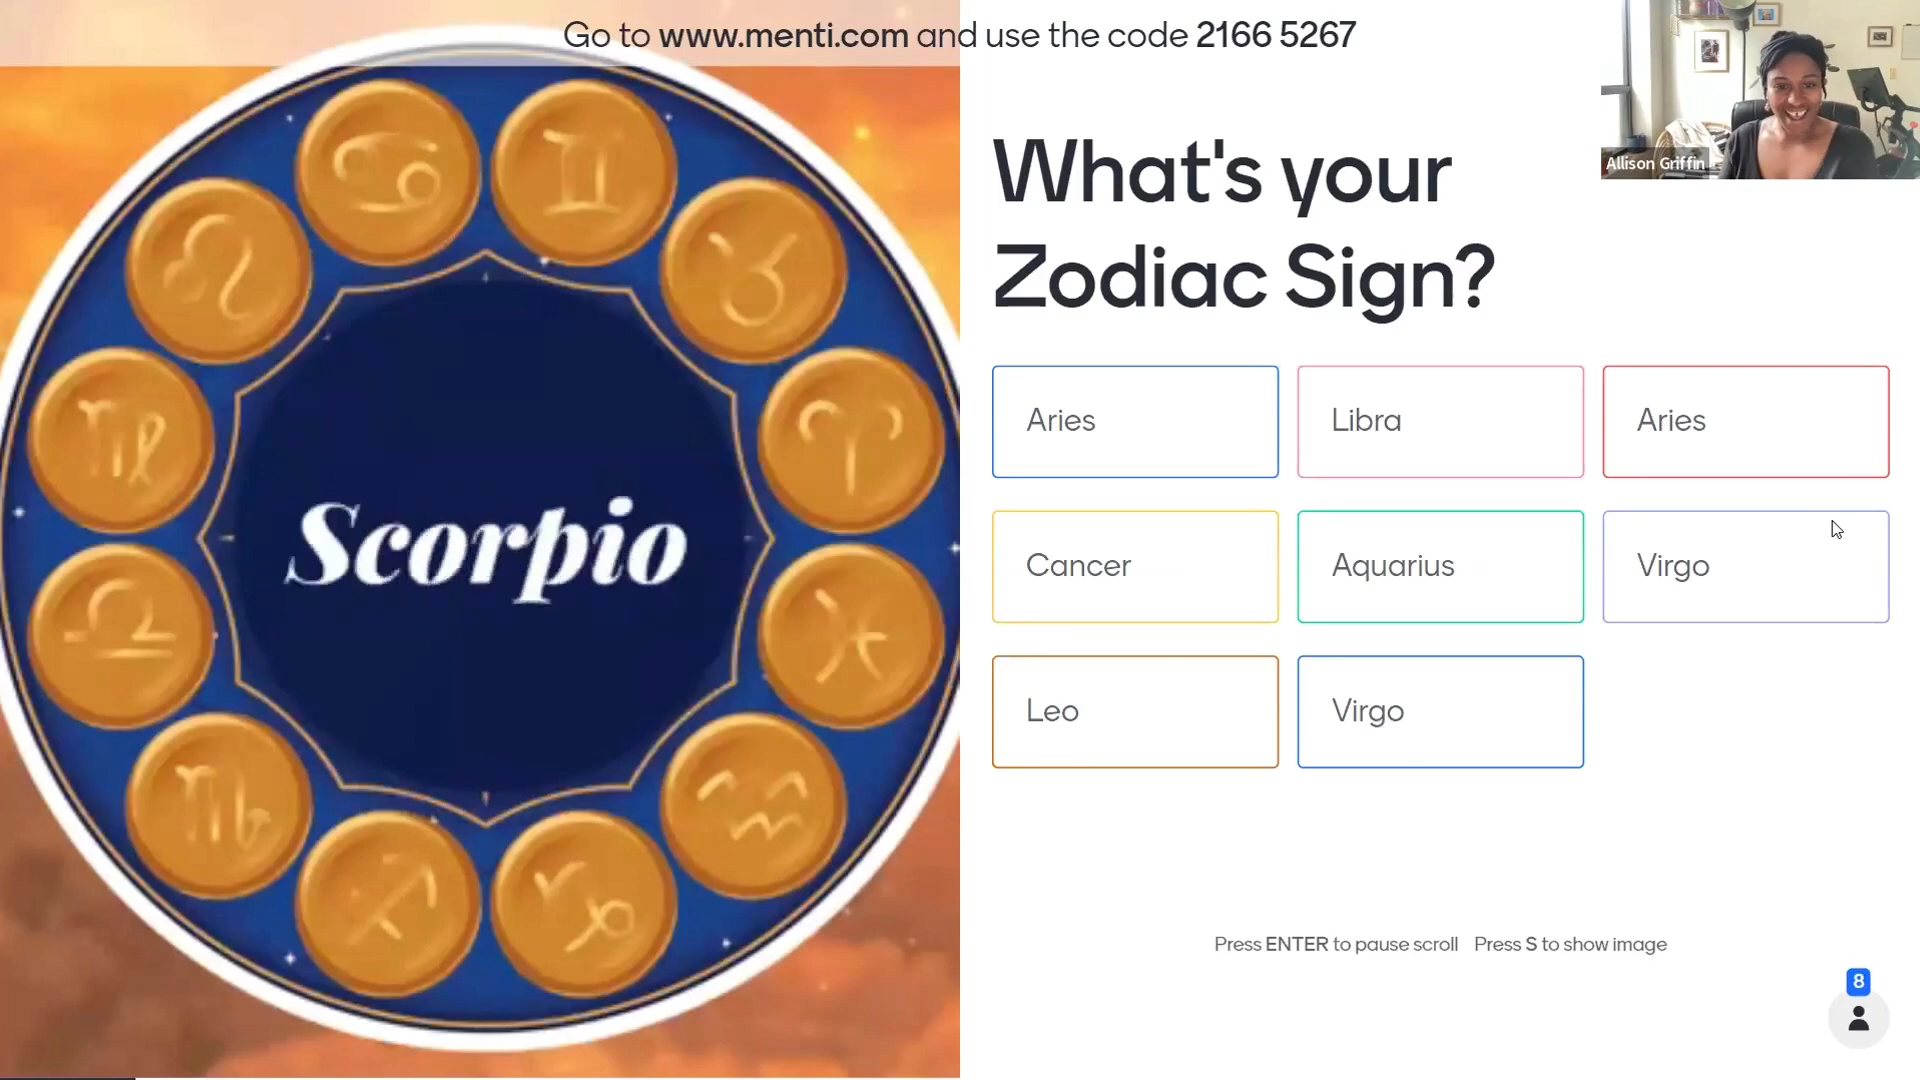 Go to www.menti.com and use the code 2166 5267
Allison Griffin
Scorpio
What's your
Zodiac Sign?
Aries
Libra
Aries
Cancer
Aquarius
Virgo
Leo
Virgo
Press ENTER to pause scroll Press S to show image
8